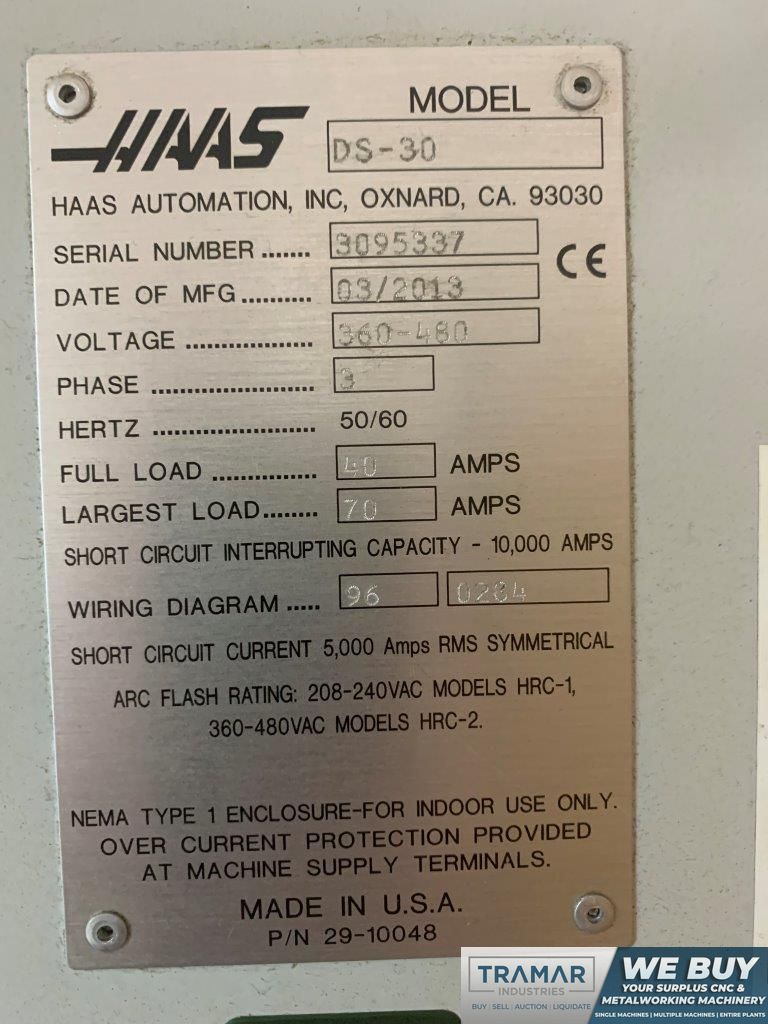 HAAS
MODEL
DS-30
HAAS AUTOMATION, INC, OXNARD, CA. 93030
SERIAL NUMBER ....... 3095337
CE
DATE OF MFG.......... 03/2013
VOLTAGE .................. 360-480
PHASE ....................... 3
HERTZ ....................... 50/60
FULL LOAD ............... 40 AMPS
LARGEST LOAD........ 70 AMPS
SHORT CIRCUIT INTERRUPTING CAPACITY - 10,000 AMPS
WIRING DIAGRAM ..... 96 0284
SHORT CIRCUIT CURRENT 5,000 Amps RMS SYMMETRICAL
ARC FLASH RATING: 208-240VAC MODELS HRC-1,
360-480VAC MODELS HRC-2.
NEMA TYPE 1 ENCLOSURE-FOR INDOOR USE ONLY.
OVER CURRENT PROTECTION PROVIDED
AT MACHINE SUPPLY TERMINALS.
MADE IN U.S.A.
P/N 29-10048
TRAMAR
INDUSTRIES
BUY | SELL | AUCTION | LIQUIDATE
WE BUY
YOUR SURPLUS CNC &
METALWORKING MACHINERY
SINGLE MACHINES | MULTIPLE MACHINES | ENTIRE PLANTS